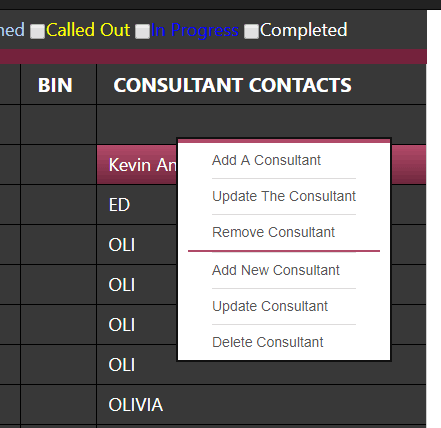 ned Called Out In Progress Completed
BIN CONSULTANT CONTACTS
Kevin An
Add A Consultant
Update The Consultant
Remove Consultant
Add New Consultant
Update Consultant
Delete Consultant
ED
OLI
OLI
OLI
OLI
OLIVIA